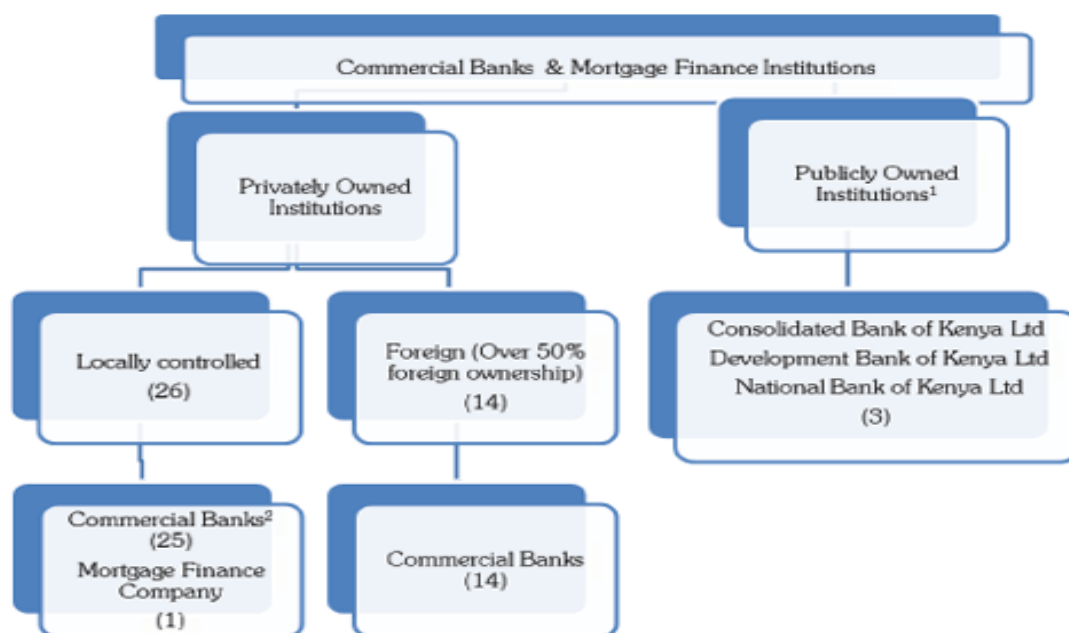 Commercial Banks & Mortgage Finance Institutions
Privately Owned
Institutions
Publicly Owned
Institutions¹
Locally controlled
(26)
Foreign (Over 50%
foreign ownership)
(14)
Consolidated Bank of Kenya Ltd
Development Bank of Kenya Ltd
National Bank of Kenya Ltd
(3)
Commercial Banks²
(25)
Mortgage Finance
Company
(1)
Commercial Banks
(14)